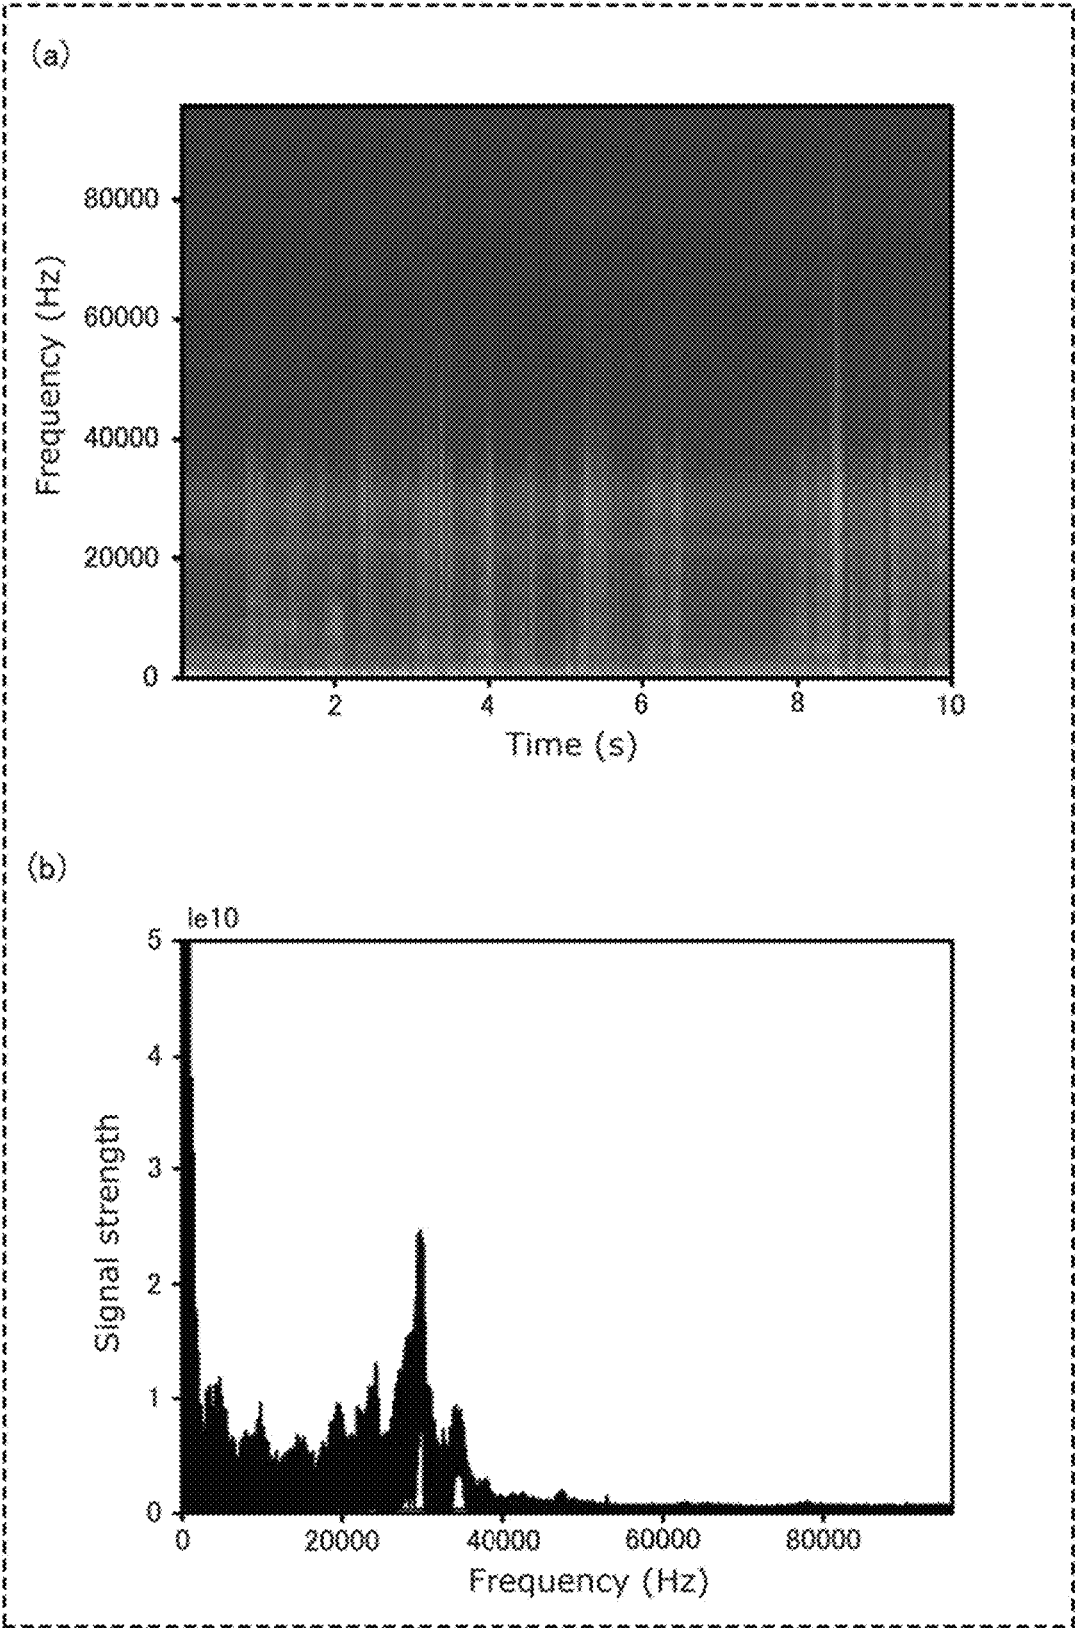 (a)
80000
60000
40000
20000
0
Frequency (Hz)
2 4 6 8 10
Time (s)
(b)
le10
5
4
3
2
1
0
Signal strength
0 20000 40000 60000 80000
Frequency (Hz)